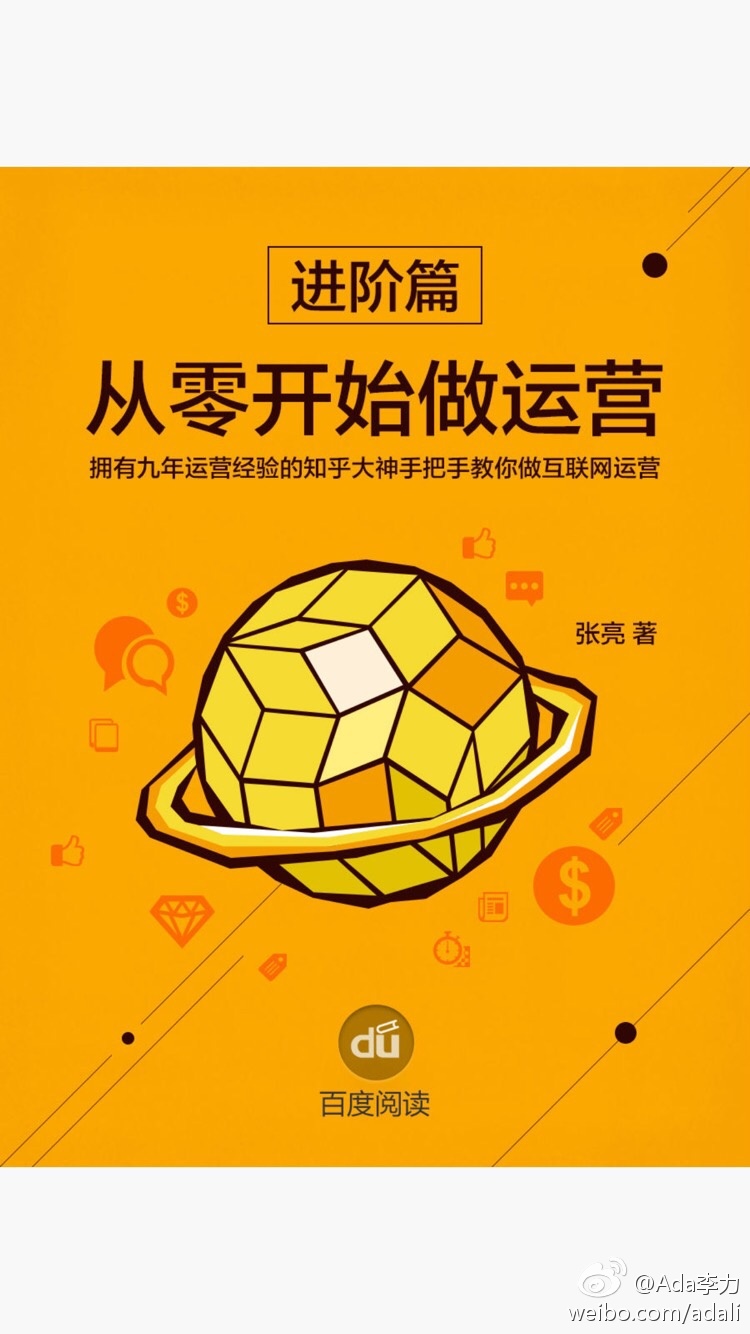 进阶篇
从零开始做运营
拥有九年运营经验的知乎大神手把手教你做互联网运营
张亮 著
du
百度阅读
@Ada李力
weibo.com/adali